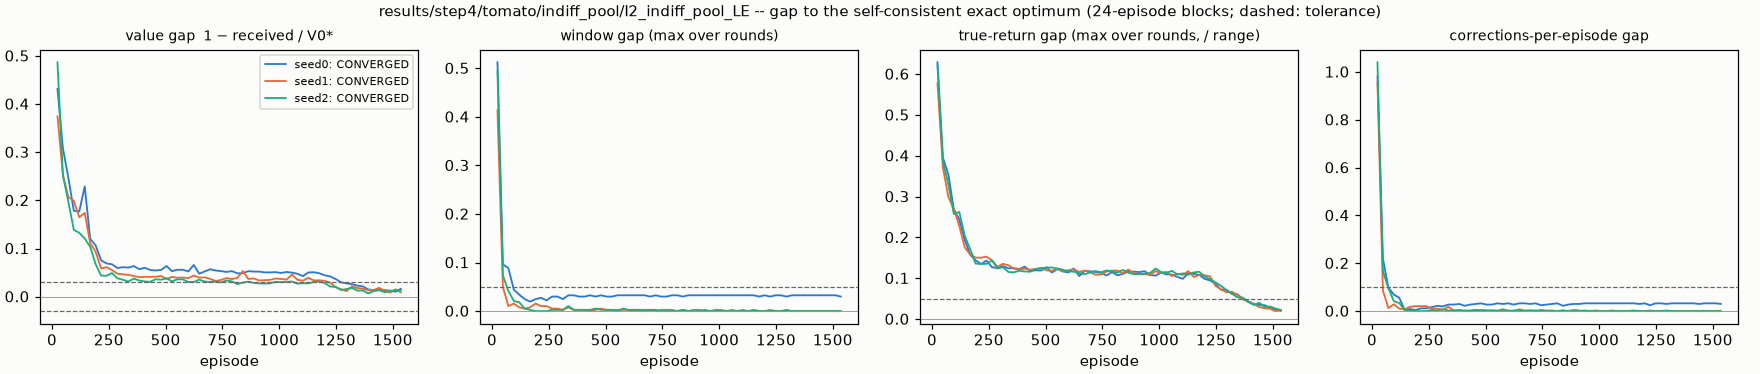 results/step4/tomato/indiff_pool/l2_indiff_pool_LE -- gap to the self-consistent exact optimum (24-episode blocks; dashed: tolerance)
value gap 1 − received / V0*
0.5
0.4
0.3
0.2
0.1
0.0
seed0: CONVERGED
seed1: CONVERGED
seed2: CONVERGED
0 250 500 750 1000 1250 1500
episode
window gap (max over rounds)
0.5
0.4
0.3
0.2
0.1
0.0
0 250 500 750 1000 1250 1500
episode
true-return gap (max over rounds, / range)
0.6
0.5
0.4
0.3
0.2
0.1
0.0
0 250 500 750 1000 1250 1500
episode
corrections-per-episode gap
1.0
0.8
0.6
0.4
0.2
0.0
0 250 500 750 1000 1250 1500
episode